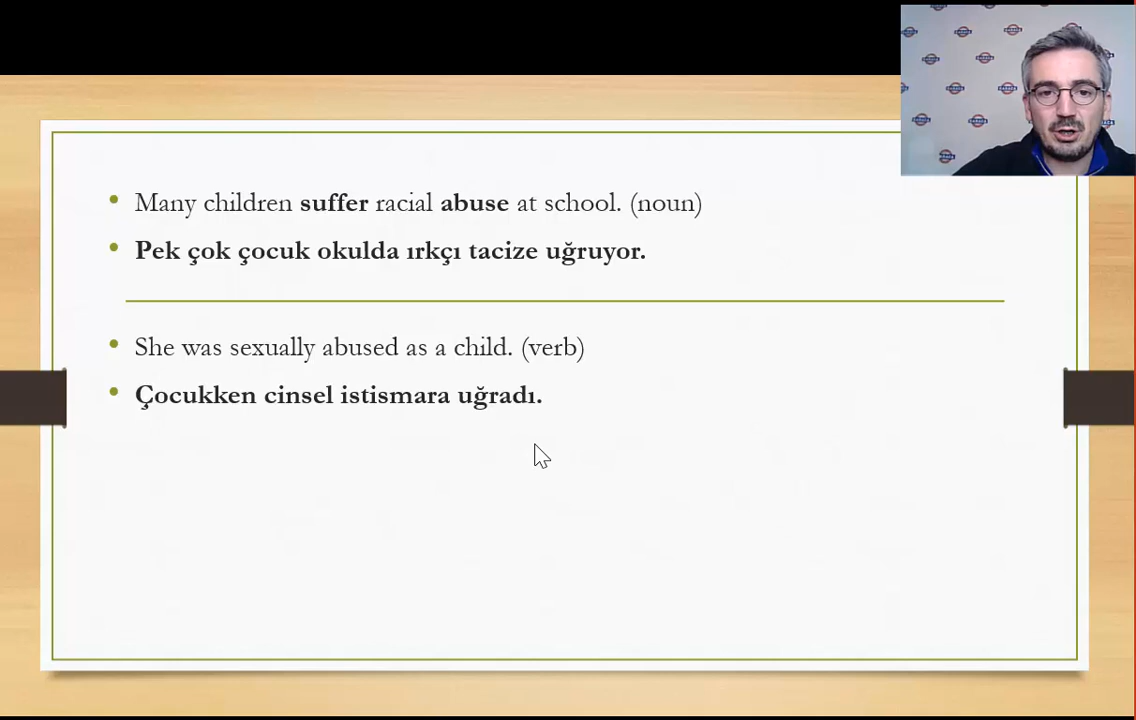 Many children suffer racial abuse at school. (noun)
Pek çok çocuk okulda ırkçı tacize uğruyor.
She was sexually abused as a child. (verb)
Çocukken cinsel istismara uğradı.